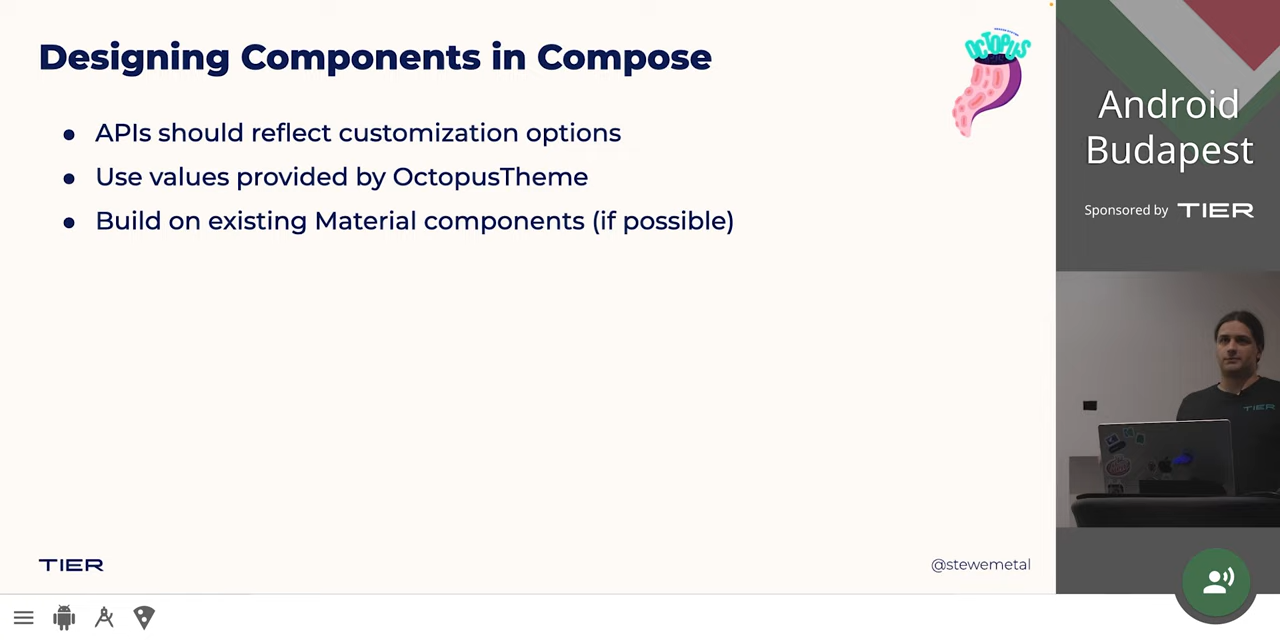 Designing Components in Compose
OCTOPUS
● APIs should reflect customization options
● Use values provided by OctopusTheme
● Build on existing Material components (if possible)
TIER
@stewemetal
Android
Budapest
Sponsored by TIER
TIER